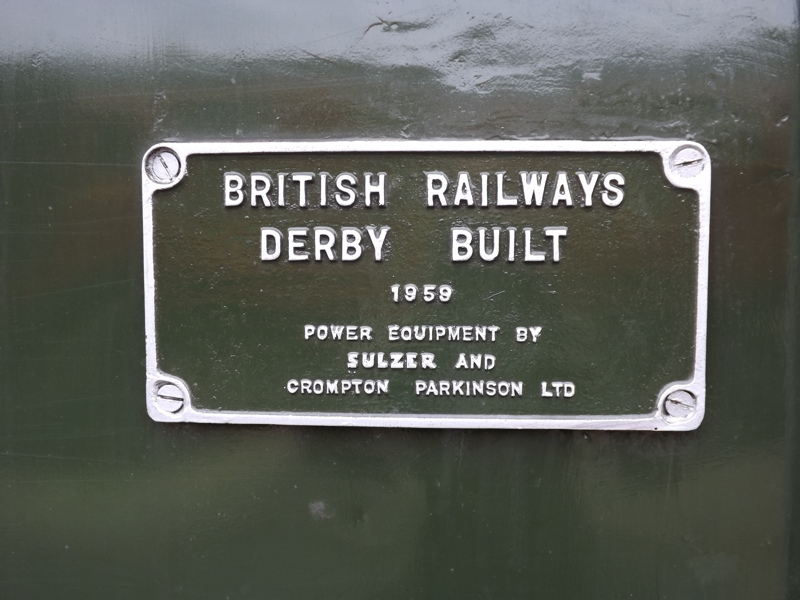 BRITISH RAILWAYS
DERBY BUILT
1959
POWER EQUIPMENT BY
SULZER AND
CROMPTON PARKINSON LTD